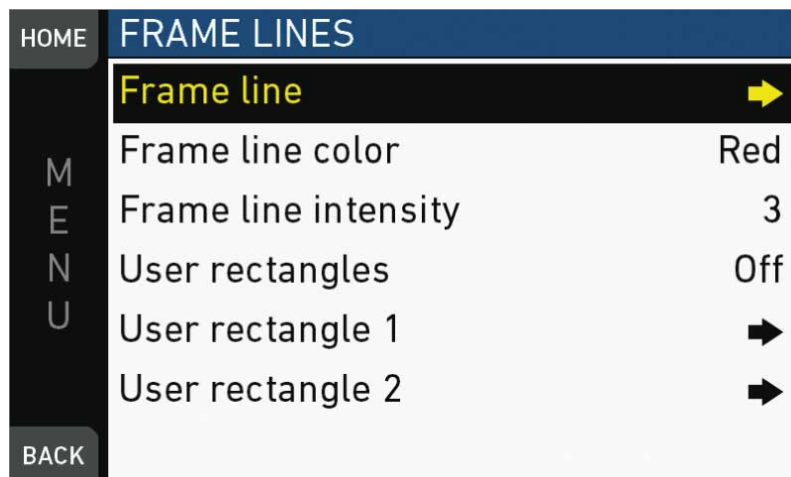 HOME FRAME LINES
Frame line
Frame line color Red
Frame line intensity 3
User rectangles Off
User rectangle 1
User rectangle 2
MENU
BACK